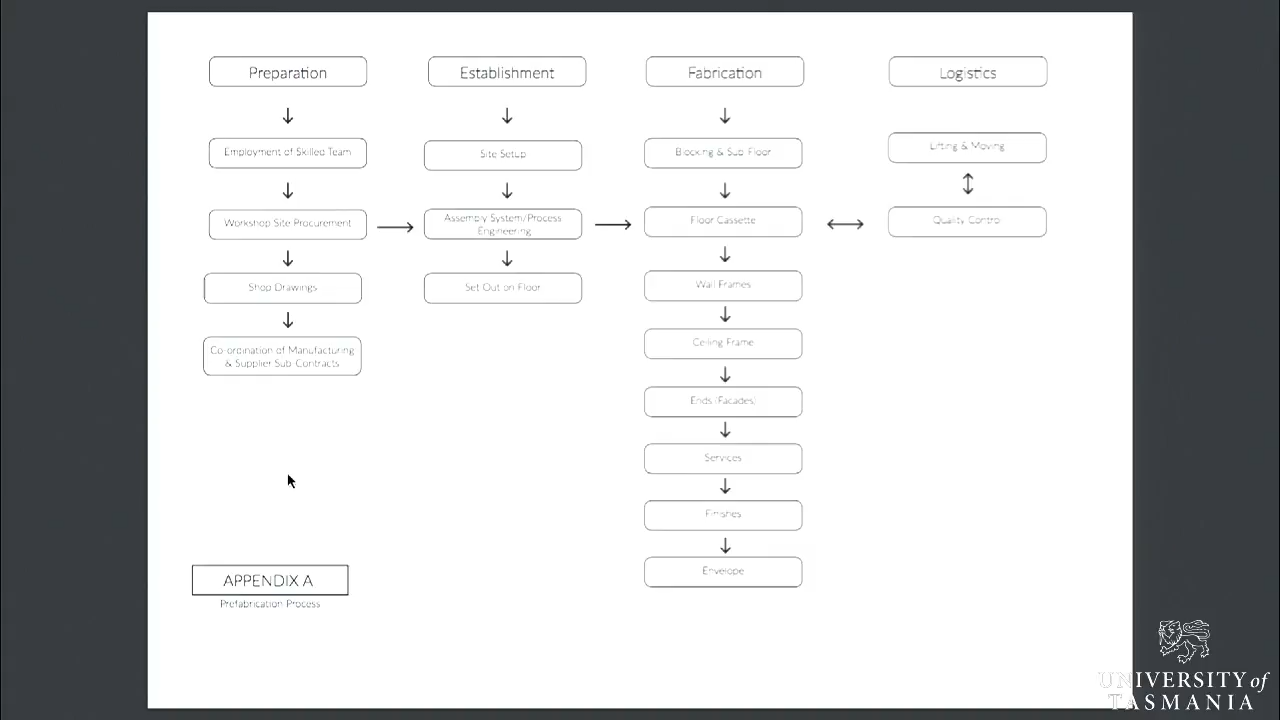 Preparation
Employment of Skilled Team
Workshop Site Procurement
Shop Drawings
Co-ordination of Manufacturing
& Supplier Sub Contracts
Establishment
Site Setup
Assembly System/Process
Engineering
Set Out on Floor
Fabrication
Blocking & Sub Floor
Floor Cassette
Wall Frames
Ceiling Frame
Ends (Facades)
Services
Finishes
Envelope
Logistics
Lifting & Moving
Quality Control
APPENDIX A
Prefabrication Process
UNIVERSITY of
TASMANIA